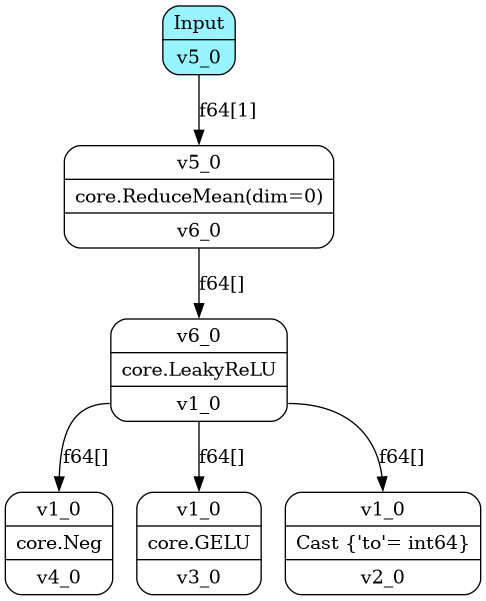 Input
v5_0
f64[1]
v5_0
core.ReduceMean(dim=0)
v6_0
f64[]
v6_0
core.LeakyReLU
v1_0
f64[]
f64[]
f64[]
v1_0
core.Neg
v4_0
v1_0
core.GELU
v3_0
v1_0
Cast {'to'= int64}
v2_0